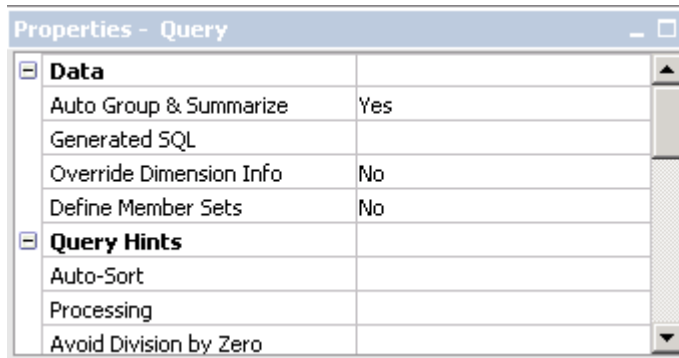 Properties - Query
Data
Auto Group & Summarize Yes
Generated SQL
Override Dimension Info No
Define Member Sets No
Query Hints
Auto-Sort
Processing
Avoid Division by Zero